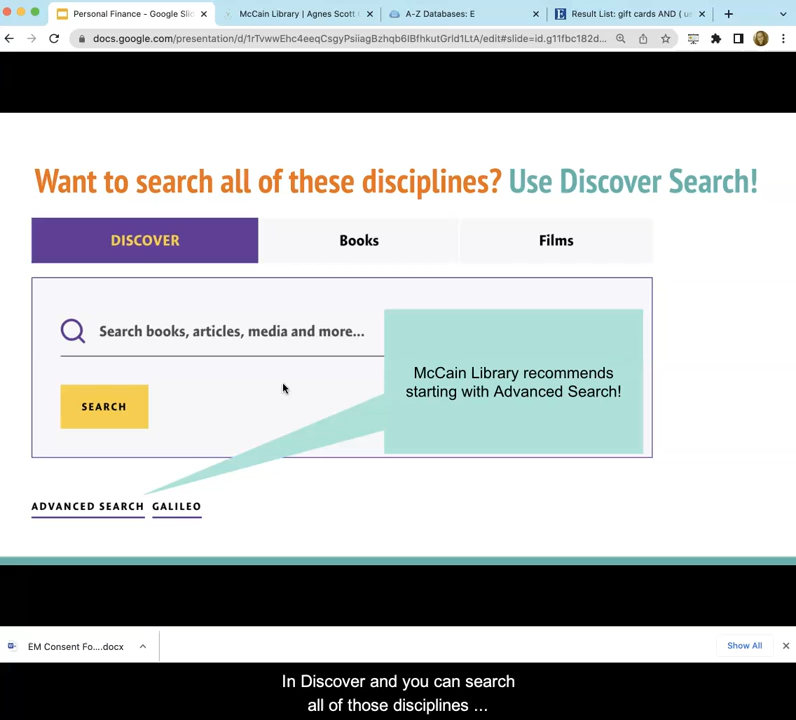 Personal Finance - Google Slid
McCain Library | Agnes Scott
A-Z Databases: E
Result List: gift cards AND ( us
docs.google.com/presentation/d/1rTvwwEhc4eeqCsgyPsiiagBzhqb6IBfhkutGrld1LtA/edit#slide=id.g11fbc182d...
Want to search all of these disciplines? Use Discover Search!
DISCOVER
Books
Films
Search books, articles, media and more...
McCain Library recommends
starting with Advanced Search!
SEARCH
ADVANCED SEARCH GALILEO
EM Consent Fo....docx
Show All
In Discover and you can search
all of those disciplines ...